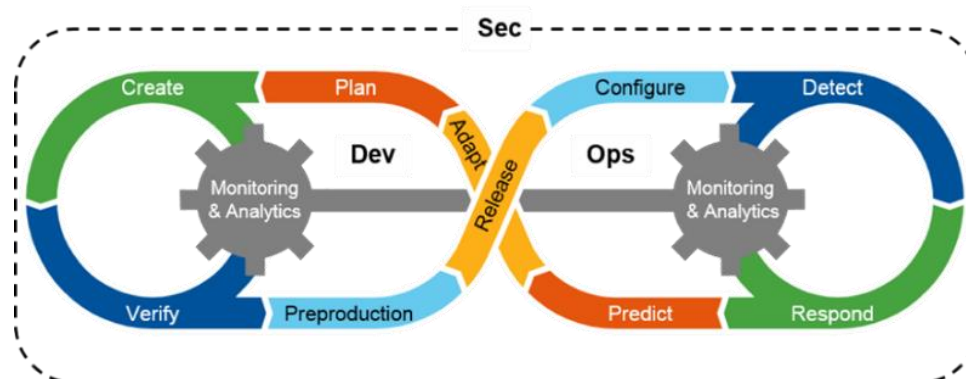 Sec
Create
Plan
Configure
Detect
Adapt
Dev
Ops
Release
Monitoring
& Analytics
Monitoring
& Analytics
Verify
Preproduction
Predict
Respond